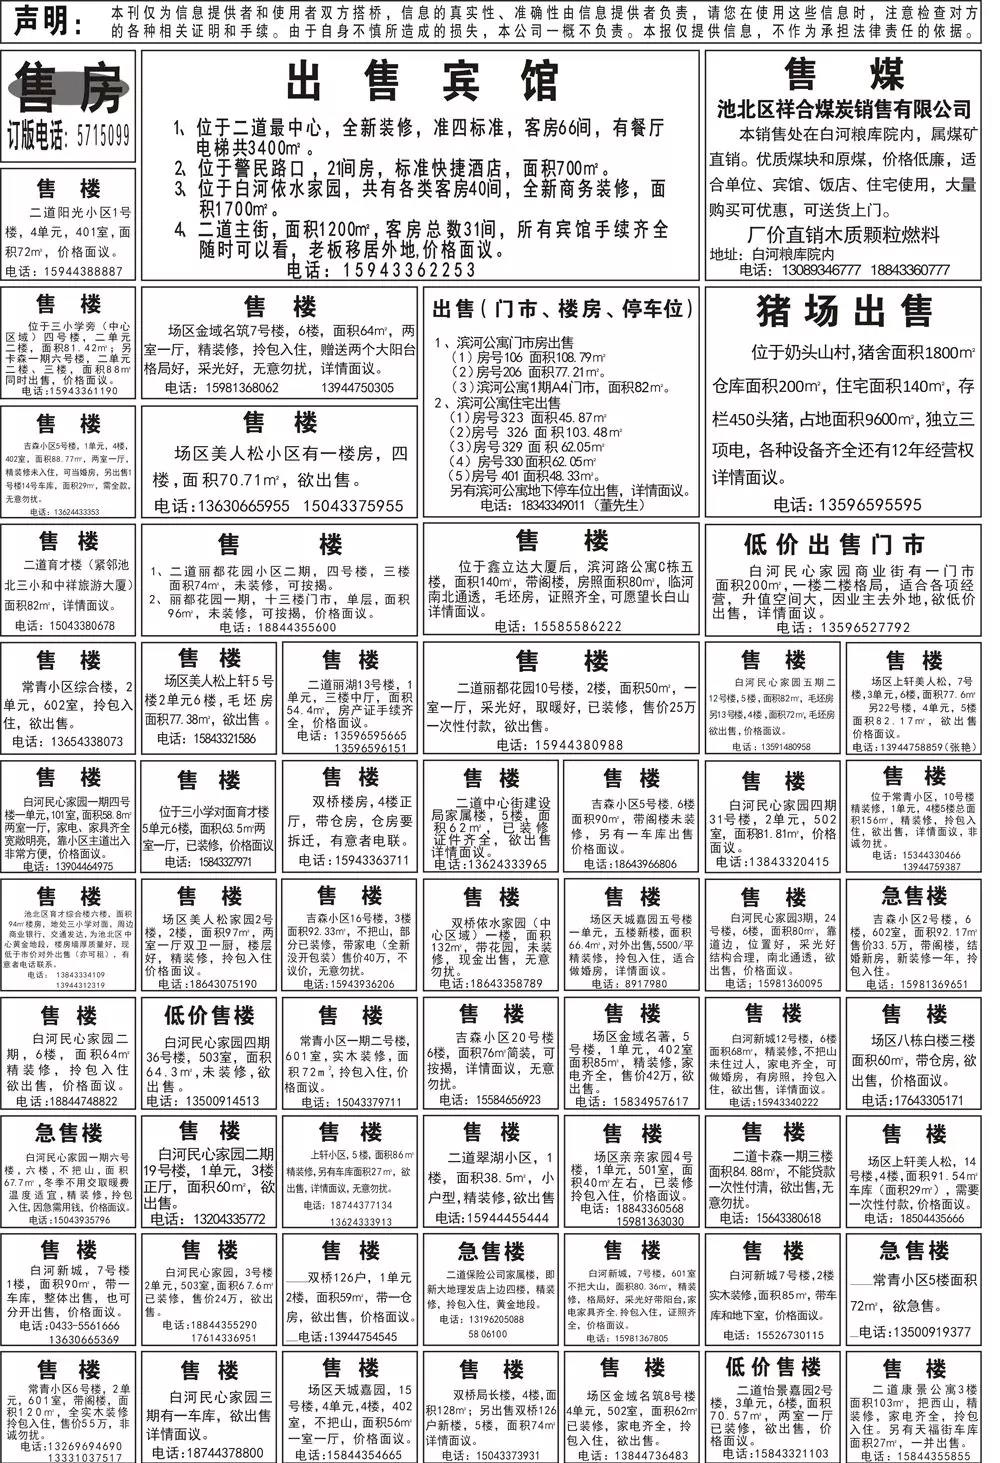 声明：
本刊仅为信息提供者和使用者双方搭桥，信息的真实性、准确性由信息提供者负责，请您在使用这些信息时，注意检查对方
的各种相关证明和手续。由于自身不慎所造成的损失，本公司一概不负责。本报仅提供信息，不作为承担法律责任的依据。
售房
订版电话：5715099
出售宾馆
1、位于二道最中心，全新装修，准四标准，客房66间，有餐厅
电梯共3400㎡。
2、位于警民路口，21间房，标准快捷酒店，面积700㎡。
3、位于白河依水家园，共有各类客房40间，全新商务装修，面
积1700㎡。
4、二道主街，面积1200㎡，客房总数31间，所有宾馆手续齐全
随时可以看，老板移居外地,价格面议。
电话：15943362253
售煤
池北区祥合煤炭销售有限公司
本销售处在白河粮库院内，属煤矿
直销。优质煤块和原煤，价格低廉，适
合单位、宾馆、饭店、住宅使用，大量
购买可优惠，可送货上门。
厂价直销木质颗粒燃料
地址：白河粮库院内
电话：13089346777 18843360777
售楼
二道阳光小区1号
楼，4单元，401室，面
积72㎡，价格面议。
电话：15944388887
售楼
位于三小学旁（中心
区域）四号楼，二单元
二楼，面积81.42㎡；另
卡森一期六号楼，二单元
二楼、三楼，面积88㎡
同时出售，价格面议。
电话：15943361190
售楼
场区金域名筑7号楼，6楼，面积64㎡，两
室一厅，精装修，拎包入住，赠送两个大阳台
格局好，采光好，无意勿扰，详情面议。
电话：15981368062 13944750305
出售（门市、楼房、停车位）
1、滨河公寓门市房出售
（1）房号106 面积108.79㎡
（2）房号206 面积77.21㎡。
（3）滨河公寓1期A4门市，面积82㎡。
2、滨河公寓住宅出售
（1)房号323 面积45.87㎡
（2)房号 326 面积103.48㎡
（3)房号329 面积62.05㎡
（4）房号330面积62.05㎡
（5)房号 401 面积48.33㎡。
另有滨河公寓地下停车位出售，详情面议。
电话：18343349011（董先生）
猪场出售
位于奶头山村,猪舍面积1800㎡
仓库面积200㎡，住宅面积140㎡，存
栏450头猪，占地面积9600㎡，独立三
项电，各种设备齐全还有12年经营权
详情面议。
电话：13596595595
售楼
吉森小区5号楼，1单元，4楼，
402室，面积88.77㎡，两室一厅，
精装修未入住，可当婚房，另出售1
号楼14号车库，面积29㎡，需全款，
无意勿扰。
电话：13624433353
售楼
场区美人松小区有一楼房，四
楼，面积70.71㎡，欲出售。
电话:13630665955 15043375955
售楼
二道育才楼（紧邻池
北三小和中祥旅游大厦）
面积82㎡，详情面议。
电话：15043380678
售楼
1、二道丽都花园小区二期，四号楼，三楼
面积74㎡，未装修，可按揭。
2、丽都花园一期，十三楼门市，单层，面积
96㎡，未装修，可按揭，价格面议。
电话：18844355600
售楼
位于鑫立达大厦后，滨河路公寓C栋五
楼，面积140㎡，带阁楼，房照面积80㎡，临河
南北通透，毛坯房，证照齐全，可愿望长白山
详情面议。
电话：15585586222
低价出售门市
白河民心家园商业街有一门市
面积200㎡，一楼二楼格局，适合各项经
营，升值空间大，因业主去外地,欲低价
出售，详情面议。
电话：13596527792
售楼
常青小区综合楼，2
单元，602室，拎包入
住，欲出售。
电话：13654338073
售楼
场区美人松上轩5号
楼2单元6楼，毛坯房
面积77.38㎡，欲出售。
电话：15843321586
售楼
二道丽湖13号楼，1
单元，三楼中厅，面积
54.4㎡，房产证手续齐
全，价格面议。
电话：13596595665
13596596151
售楼
二道丽都花园10号楼，2楼，面积50㎡，一
室一厅，采光好，取暖好，已装修，售价25万
一次性付款，欲出售。
电话：15944380988
售楼
白河民心家园五期二
12号楼，5楼，面积82㎡，毛坯房
另13号楼，4楼，面积72㎡，毛坯房
欲出售，价格面议。
电话：13591480958
售楼
场区上轩美人松，7号
楼,3单元,6楼,面积77.6㎡
另22号楼，4单元，5楼
面积82.17㎡，欲出售
价格面议。
电话:13944758859(张艳)
售楼
白河民心家园一期四号
楼一单元，101室，面积58.8㎡
两室一厅，家电、家具齐全
宽敞明亮，靠小区主道出入
非常方便，价格面议。
电话：13904464975
售楼
位于三小学对面育才楼
5单元6楼，面积63.5㎡两
室一厅，已装修，价格面议
电话：15843327971
售楼
双桥楼房，4楼正
厅，带仓房，仓房要
拆迁，有意者电联。
电话：15943363711
售楼
二道中心街建设
局家属楼，5楼，面
积62㎡，已装修
证件齐全，欲出售
详情面议。
电话:13624333965
售楼
吉森小区5号楼.6楼
面积90㎡，带阁楼未装
修，另有一车库出售
价格面议。
电话:18643966806
售楼
白河民心家园四期
31号楼，2单元，502
室，面积81.81㎡，价格
面议。
电话:13843320415
售楼
位于常青小区，10号楼
精装修，1单元，4楼5楼总面
积156㎡，精装修，拎包入
住，欲出售，详情面议，非
诚勿扰。
电话：15344330466
13944759387
售楼
池北区育才综合楼六楼，面积
94㎡楼房，地处三小学对面，周边
商业银行，交通发达，为池北区中
心黄金地段，楼房墙厚质量好，现
低于市价对外出售（亦可租），有
意者电话联系。
电话：13843334109
13944312319
售楼
场区美人松家园2号
楼，2楼，面积97㎡，两
室一厅双卫一厨，楼层
好，精装修，拎包入住
价格面议。
电话:18643075190
售楼
吉森小区16号楼，3楼
面积92.33㎡，不把山，部
分已装修，带家电（全新
没开包装）售价40万，不
议价，无意勿扰。
电话：15943936206
售楼
双桥依水家园（中
心区域）一楼，面积
132㎡，带花园，未装
修，现金出售，无意
勿扰。
电话：18643358789
售楼
场区天城嘉园五号楼
一单元，五楼新楼，面积
66.4㎡,对外出售,5500/平
精装修，拎包入住，适合
做婚房，详情面议。
电话：8917980
售楼
白河民心家园3期，24
号楼，6楼，面积80㎡，靠
道边，位置好，采光好
结构合理，南北通透，欲
出售，价格面议。
电话：15981360095
急售楼
吉森小区2号楼，6
楼，602室，面积92.17㎡
售价33.5万，带阁楼，结
婚新房，新装修一年，拎
包入住。
电话：15981369651
售楼
白河民心家园二
期，6楼，面积64㎡
精装修，拎包入住
欲出售，价格面议。
电话:18844748822
低价售楼
白河民心家园四期
36号楼，503室，面积
64.3㎡,未装修,欲
出售。
电话：13500914513
售楼
常青小区一期二号楼，
601室，实木装修，面
积72㎡，拎包入住，价
格面议。
电话：15043379711
售楼
吉森小区20号楼
6楼，面积76㎡简装，可
按揭，详情面议，无意
勿扰。
电话：15584656923
售楼
场区金域名著，5
号楼，1单元，402室
面积85㎡，精装修，家
电齐全，售价42万,欲
出售。
电话：15834957617
售楼
白河新城12号楼，6楼
面积68㎡，精装修，不把山
未住过人，家电齐全，可
做婚房，有房照，拎包入
住，欲出售，详情面议。
电话:15943340222
售楼
场区八栋白楼三楼
面积60㎡，带仓房,欲
出售，价格面议。
电话:17643305171
急售楼
白河民心家园一期六号
楼，六楼，不把山，面积
67.7㎡，冬季不用交取暖费
温度适宜，精装修，拎包
入住，因急需用钱，价格面议。
电话:15043935796
售楼
白河民心家园二期
19号楼，1单元，3楼
正厅，面积60㎡，欲
出售。
电话：13204335772
售楼
上轩小区，5楼，面积86㎡
精装修，另有车库面积27㎡，欲
出售，详情面议，无意勿扰。
电话：18744377134
13624333913
售楼
二道翠湖小区，1
楼，面积38.5㎡，小
户型，精装修，欲出售
电话:15944455444
售楼
场区亲亲家园4号
楼，1单元，501室，面
积40㎡左右，已装修
拎包入住，价格面议。
电话：18843360568
15981363030
售楼
二道卡森一期三楼
面积84.88㎡，不能贷款
一次性付清，欲出售，无
意勿扰。
电话：15643380618
售楼
场区上轩美人松，14
号楼,4楼,面积91.54㎡
车库（面积29㎡），需要
一次性付款,价格面议。
电话：18504435666
售楼
白河新城，7号楼
1楼，面积90㎡，带一
车库，整体出售，也可
分开出售，价格面议。
电话:0433-5561666
13630665369
售楼
白河民心家园，3号楼
2单元，503室，面积67.6㎡
已装修，售价24万，欲出
售。
电话：18844355290
17614336951
售楼
双桥126户，1单元
2楼，面积59㎡，带一仓
房，欲出售，价格面议。
电话:13944754545
急售楼
二道保险公司家属楼，即
新大地理发店上边四楼，精装
修，拎包入住，黄金地段。
电话：13196205088
5806100
售楼
白河新城，7号楼，601室
不把大山，面积80.36㎡，精装
修，格局好，采光好带阳台，家
电家具齐全，拎包入住，证照齐
全，价格面议。
电话：15981367805
售楼
白河新城7号楼，2楼
实木装修，面积85㎡，带车
库和地下室，价格面议。
电话：15526730115
急售楼
常青小区5楼面积
72㎡，欲急售。
电话:13500919377
售楼
常青小区6号楼，2单
元，601室，带阁楼，面
积120㎡，全实木装修
拎包入住，售价55万，非
诚勿扰。
电话:13269694690
13331037517
售楼
白河民心家园三
期有一车库，欲出售
详情面议。
电话:18744378800
售楼
场区天城嘉园，15
号楼,4单元,4楼，402
室，不把山，面积56㎡
一室一厅，价格面议。
电话：15844354665
售楼
双桥局长楼，4楼,面
积128㎡；另出售双桥126
户新楼，5楼，面积74㎡
详情面议。
电话：15043373931
售楼
场区金域名筑8号楼
4单元，502室，面积62㎡
已装修，家电齐全，拎
包入住，欲出售。
电话：13844736483
低价售楼
二道怡景嘉园2号
楼，3单元，6楼，面积
70.57㎡，两室一厅
已装修，欲出售，价
格面议。
电话：15843321103
售楼
二道康景公寓3楼
面积103㎡，把西山，精
装修，家电齐全，拎包
入住。另有天福街车库
面积27㎡，一并出售。
电话：15844355855